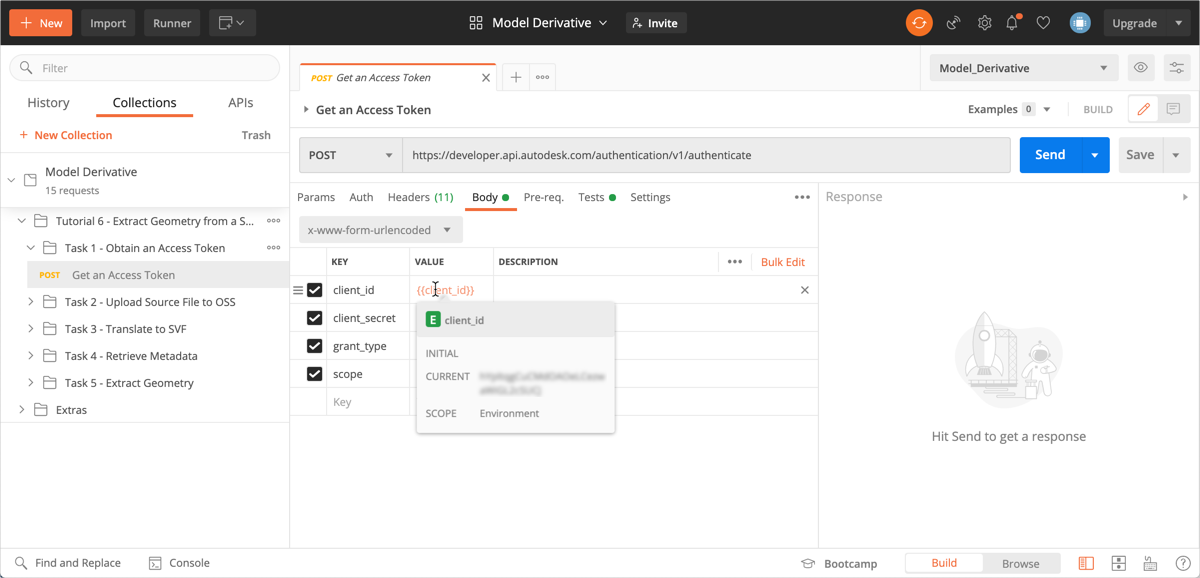 + New
Import
Runner
Model Derivative
Invite
Upgrade
Filter
History
Collections
APIs
+ New Collection
Trash
Model Derivative
15 requests
Tutorial 6 - Extract Geometry from a S...
Task 1 - Obtain an Access Token
POST Get an Access Token
Task 2 - Upload Source File to OSS
Task 3 - Translate to SVF
Task 4 - Retrieve Metadata
Task 5 - Extract Geometry
Extras
POST Get an Access Token
Model_Derivative
Get an Access Token
Examples 0
BUILD
POST
https://developer.api.autodesk.com/authentication/v1/authenticate
Send
Save
Params
Auth
Headers (11)
Body
Pre-req.
Tests
Settings
x-www-form-urlencoded
KEY
VALUE
DESCRIPTION
Bulk Edit
client_id
{{client_id}}
client_secret
grant_type
scope
Key
E client_id
INITIAL
CURRENT
SCOPE Environment
Response
Hit Send to get a response
Find and Replace
Console
Bootcamp
Build
Browse